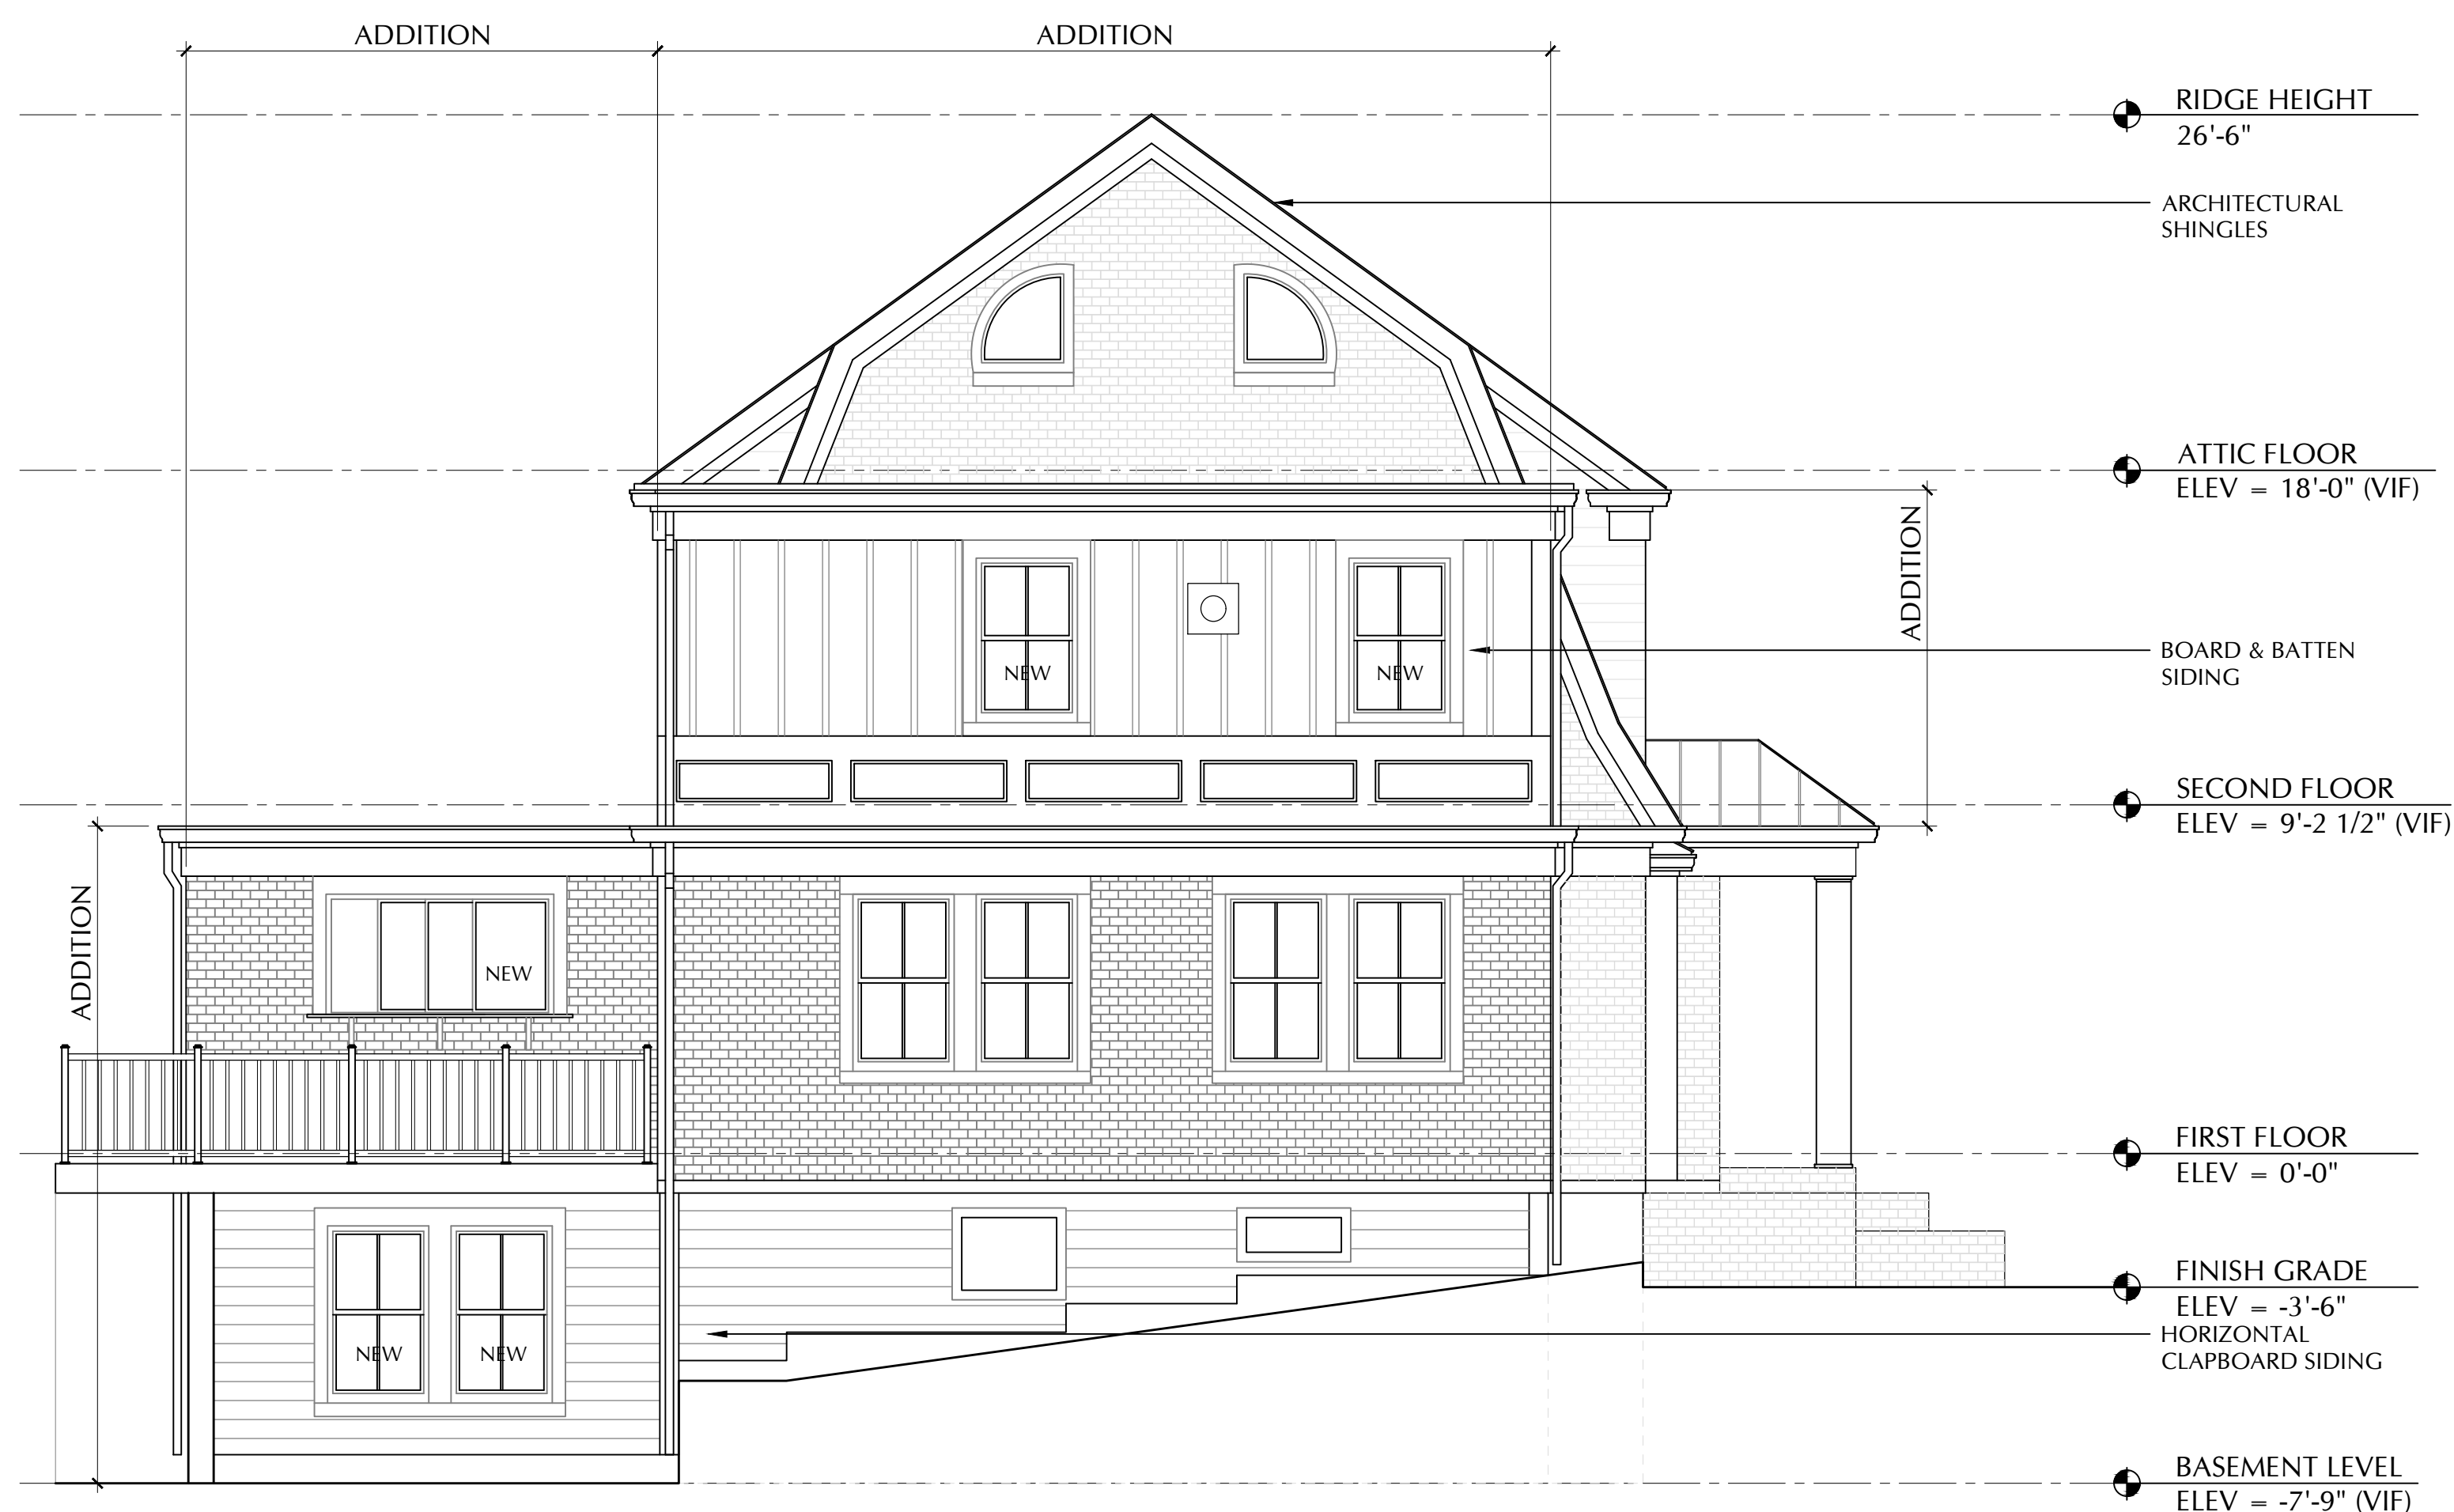 ADDITION
ADDITION
RIDGE HEIGHT
26'-6"
ARCHITECTURAL
SHINGLES
ATTIC FLOOR
ELEV = 18'-0" (VIF)
ADDITION
BOARD & BATTEN
SIDING
NEW
NEW
SECOND FLOOR
ELEV = 9'-2 1/2" (VIF)
ADDITION
NEW
FIRST FLOOR
ELEV = 0'-0"
FINISH GRADE
ELEV = -3'-6"
HORIZONTAL
CLAPBOARD SIDING
NEW
NEW
BASEMENT LEVEL
ELEV = -7'-9" (VIF)